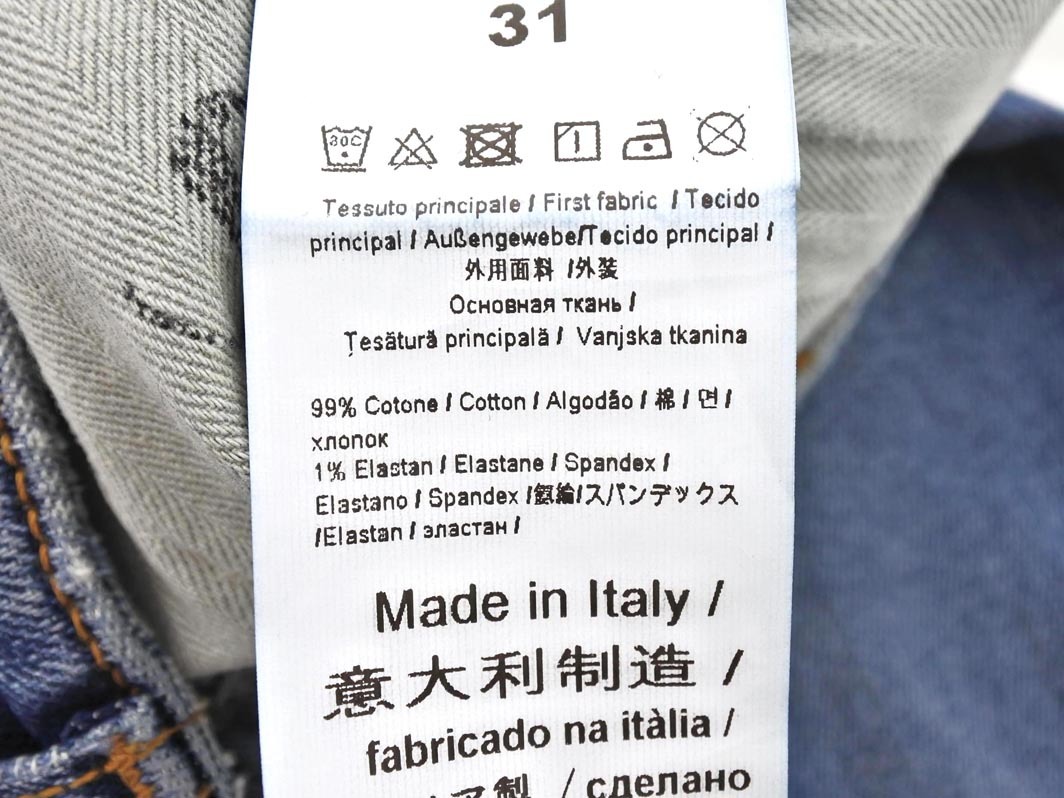 31
30C
Tessuto principale / First fabric / Tecido
principal / Außengewebe/Tecido principal /
外用面料 /外装
Основная ткань /
Ţesătură principală / Vanjska tkanina
99% Cotone / Cotton / Algodão / 棉 / 면 /
хлопок
1% Elastan / Elastane / Spandex /
Elastano / Spandex /氨綸/スパンデックス
/Elastan / эластан /
Made in Italy /
意大利制造 /
fabricado na itàlia /
製 / сделано